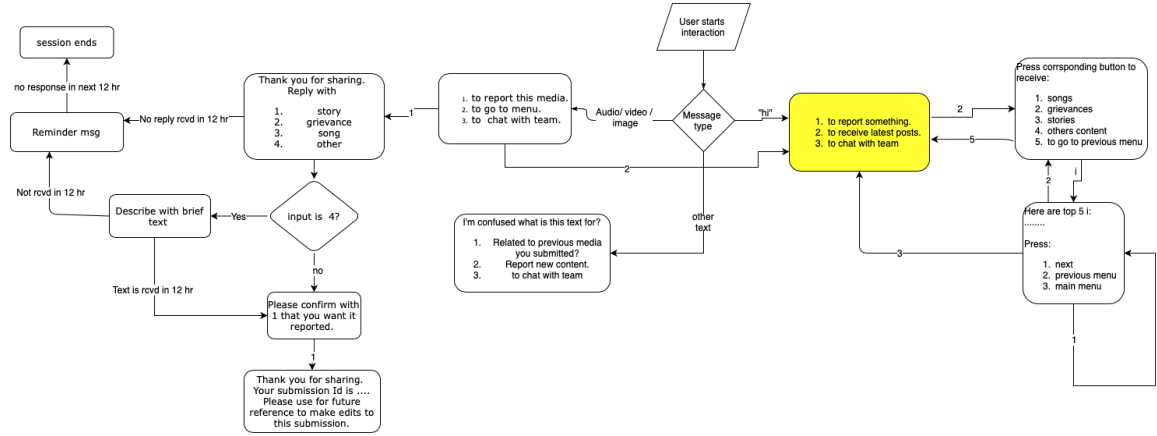 User starts
interaction
Message
type
"hi"
Audio/ video /
image
other
text
1. to report something.
2. to receive latest posts.
3. to chat with team
2
5
Press corrsponding button to
receive:
1. songs
2. grievances
3. stories
4. others content
5. to go to previous menu
2
i
Here are top 5 i:
........
Press:
1. next
2. previous menu
3. main menu
3
1
1. to report this media.
2. to go to menu.
3. to chat with team.
2
1
I'm confused what is this text for?
1. Related to previous media
you submitted?
2. Report new content.
3. to chat with team
Thank you for sharing.
Reply with
1. story
2. grievance
3. song
4. other
No reply rcvd in 12 hr
Reminder msg
no response in next 12 hr
session ends
input is 4?
Yes
no
Describe with brief
text
Not rcvd in 12 hr
Text is rcvd in 12 hr
Please confirm with
1 that you want it
reported.
1
Thank you for sharing.
Your submission Id is ....
Please use for future
reference to make edits to
this submission.